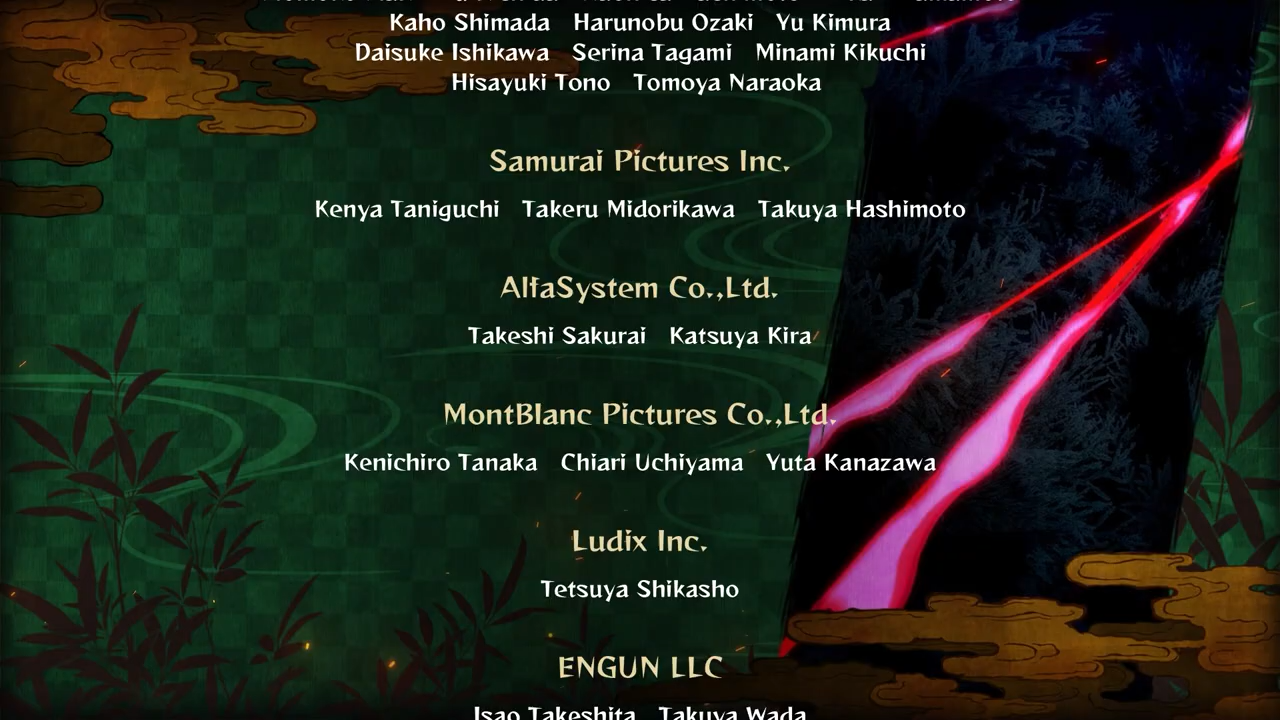 Kaho Shimada Harunobu Ozaki Yu Kimura
Daisuke Ishikawa Serina Tagami Minami Kikuchi
Hisayuki Tono Tomoya Naraoka
Samurai Pictures Inc.
Kenya Taniguchi Takeru Midorikawa Takuya Hashimoto
AlfaSystem Co.,Ltd.
Takeshi Sakurai Katsuya Kira
MontBlanc Pictures Co.,Ltd.
Kenichiro Tanaka Chiari Uchiyama Yuta Kanazawa
Ludix Inc.
Tetsuya Shikasho
ENGUN LLC
Isao Takeshita Takuya Wada